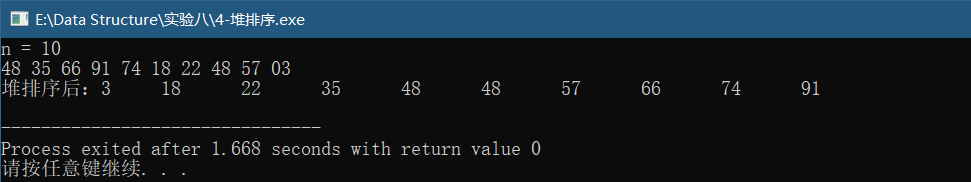 E:\Data Structure\实验八\4-堆排序.exe
n = 10
48 35 66 91 74 18 22 48 57 03
堆排序后：3 18 22 35 48 48 57 66 74 91
--------------------------------
Process exited after 1.668 seconds with return value 0
请按任意键继续. . .